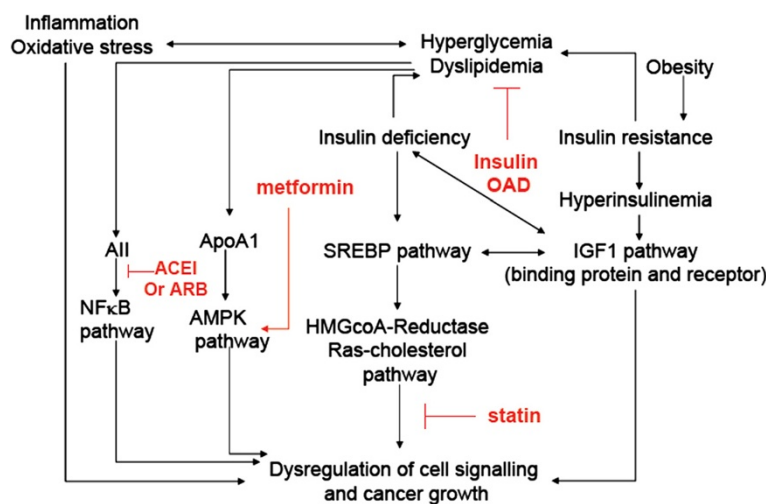 Inflammation
Oxidative stress
Hyperglycemia
Dyslipidemia
Obesity
Insulin deficiency
Insulin
OAD
Insulin resistance
metformin
Hyperinsulinemia
AII
ACEI
Or ARB
ApoA1
SREBP pathway
IGF1 pathway
(binding protein and receptor)
NFκB
pathway
AMPK
pathway
HMGcoA-Reductase
Ras-cholesterol
pathway
statin
Dysregulation of cell signalling
and cancer growth